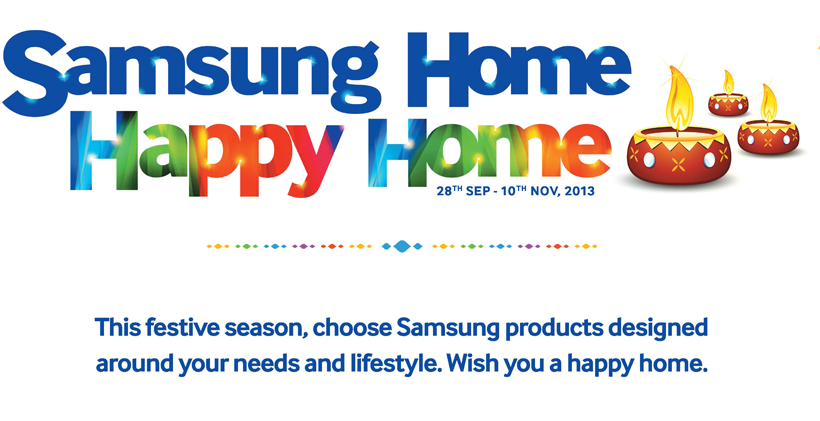 Samsung Home
Happy Home
28TH SEP - 10TH NOV, 2013
This festive season, choose Samsung products designed
around your needs and lifestyle. Wish you a happy home.